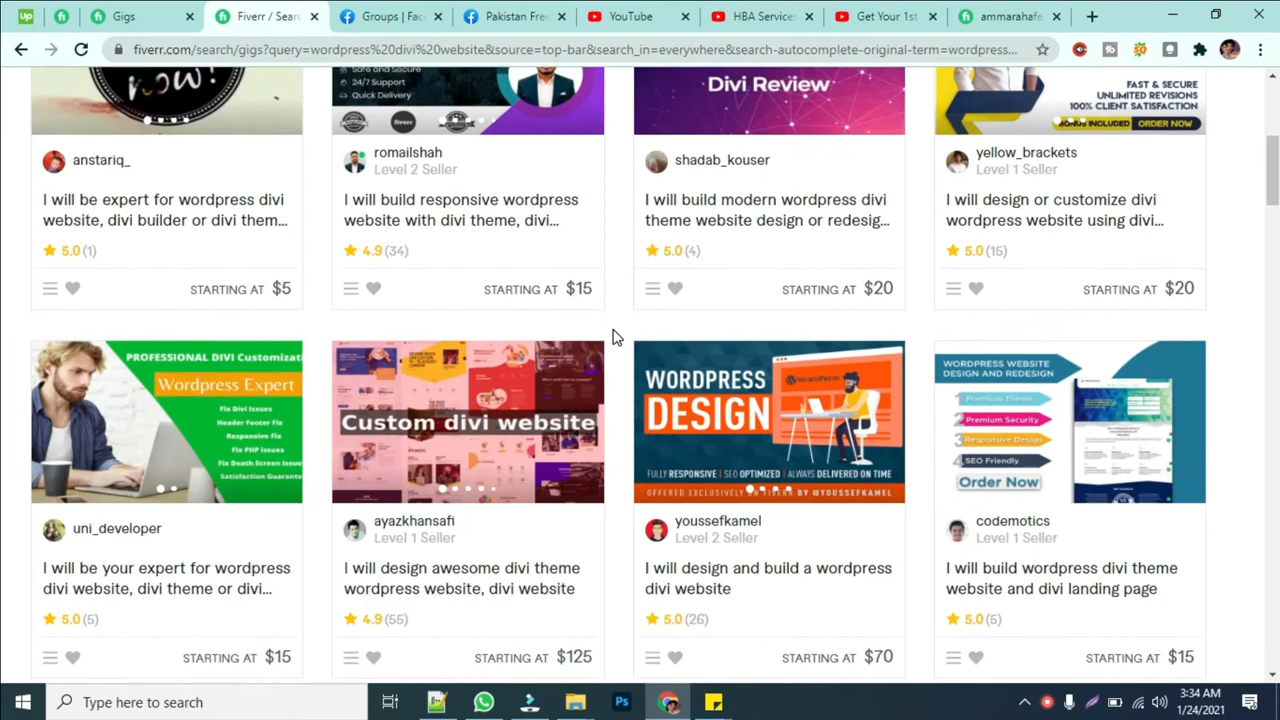 Up
Gigs
Fiverr / Sear
Groups | Fac
Pakistan Fre
YouTube
HBA Service
Get Your 1st
ammarahafe
fiverr.com/search/gigs?query=wordpress%20divi%20website&source=top-bar&search_in=everywhere&search-autocomplete-original-term=wordpress...
now!
Safe and Secure
24/7 Support
Quick Delivery
Divi Review
FAST & SECURE
UNLIMITED REVISIONS
100% CLIENT SATISFACTION
BONUS INCLUDED ORDER NOW
anstariq_
romailshah
Level 2 Seller
shadab_kouser
yellow_brackets
Level 1 Seller
I will be expert for wordpress divi
website, divi builder or divi them...
I will build responsive wordpress
website with divi theme, divi...
I will build modern wordpress divi
theme website design or redesig...
I will design or customize divi
wordpress website using divi...
5.0 (1)
4.9 (34)
5.0 (4)
5.0 (15)
STARTING AT $5
STARTING AT $15
STARTING AT $20
STARTING AT $20
PROFESSIONAL DIVI Customizati
Wordpress Expert
Fix Divi Issues
Header Footer Fix
Responsive Fix
Fix PHP issues
Fix Death Screen Issue
Satisfaction Guarante
Custom divi website
WORDPRESS
DESIGN
WORDPRESS
FULLY RESPONSIVE | SEO OPTIMIZED | ALWAYS DELIVERED ON TIME
OFFERED EXCLUSIVELY ON FIVERR BY @YOUSSEFKAMEL
WORDPRESS WEBSITE
DESIGN AND REDESIGN
1 Premium Theme
2 Premium Security
3 Responsive Design
4 SEO Friendly
Order Now
uni_developer
ayazkhansafi
Level 1 Seller
youssefkamel
Level 2 Seller
codemotics
Level 1 Seller
I will be your expert for wordpress
divi website, divi theme or divi...
I will design awesome divi theme
wordpress website, divi website
I will design and build a wordpress
divi website
I will build wordpress divi theme
website and divi landing page
5.0 (5)
4.9 (55)
5.0 (26)
5.0 (5)
STARTING AT $15
STARTING AT $125
STARTING AT $70
STARTING AT $15
Type here to search
Ps
3:34 AM
1/24/2021